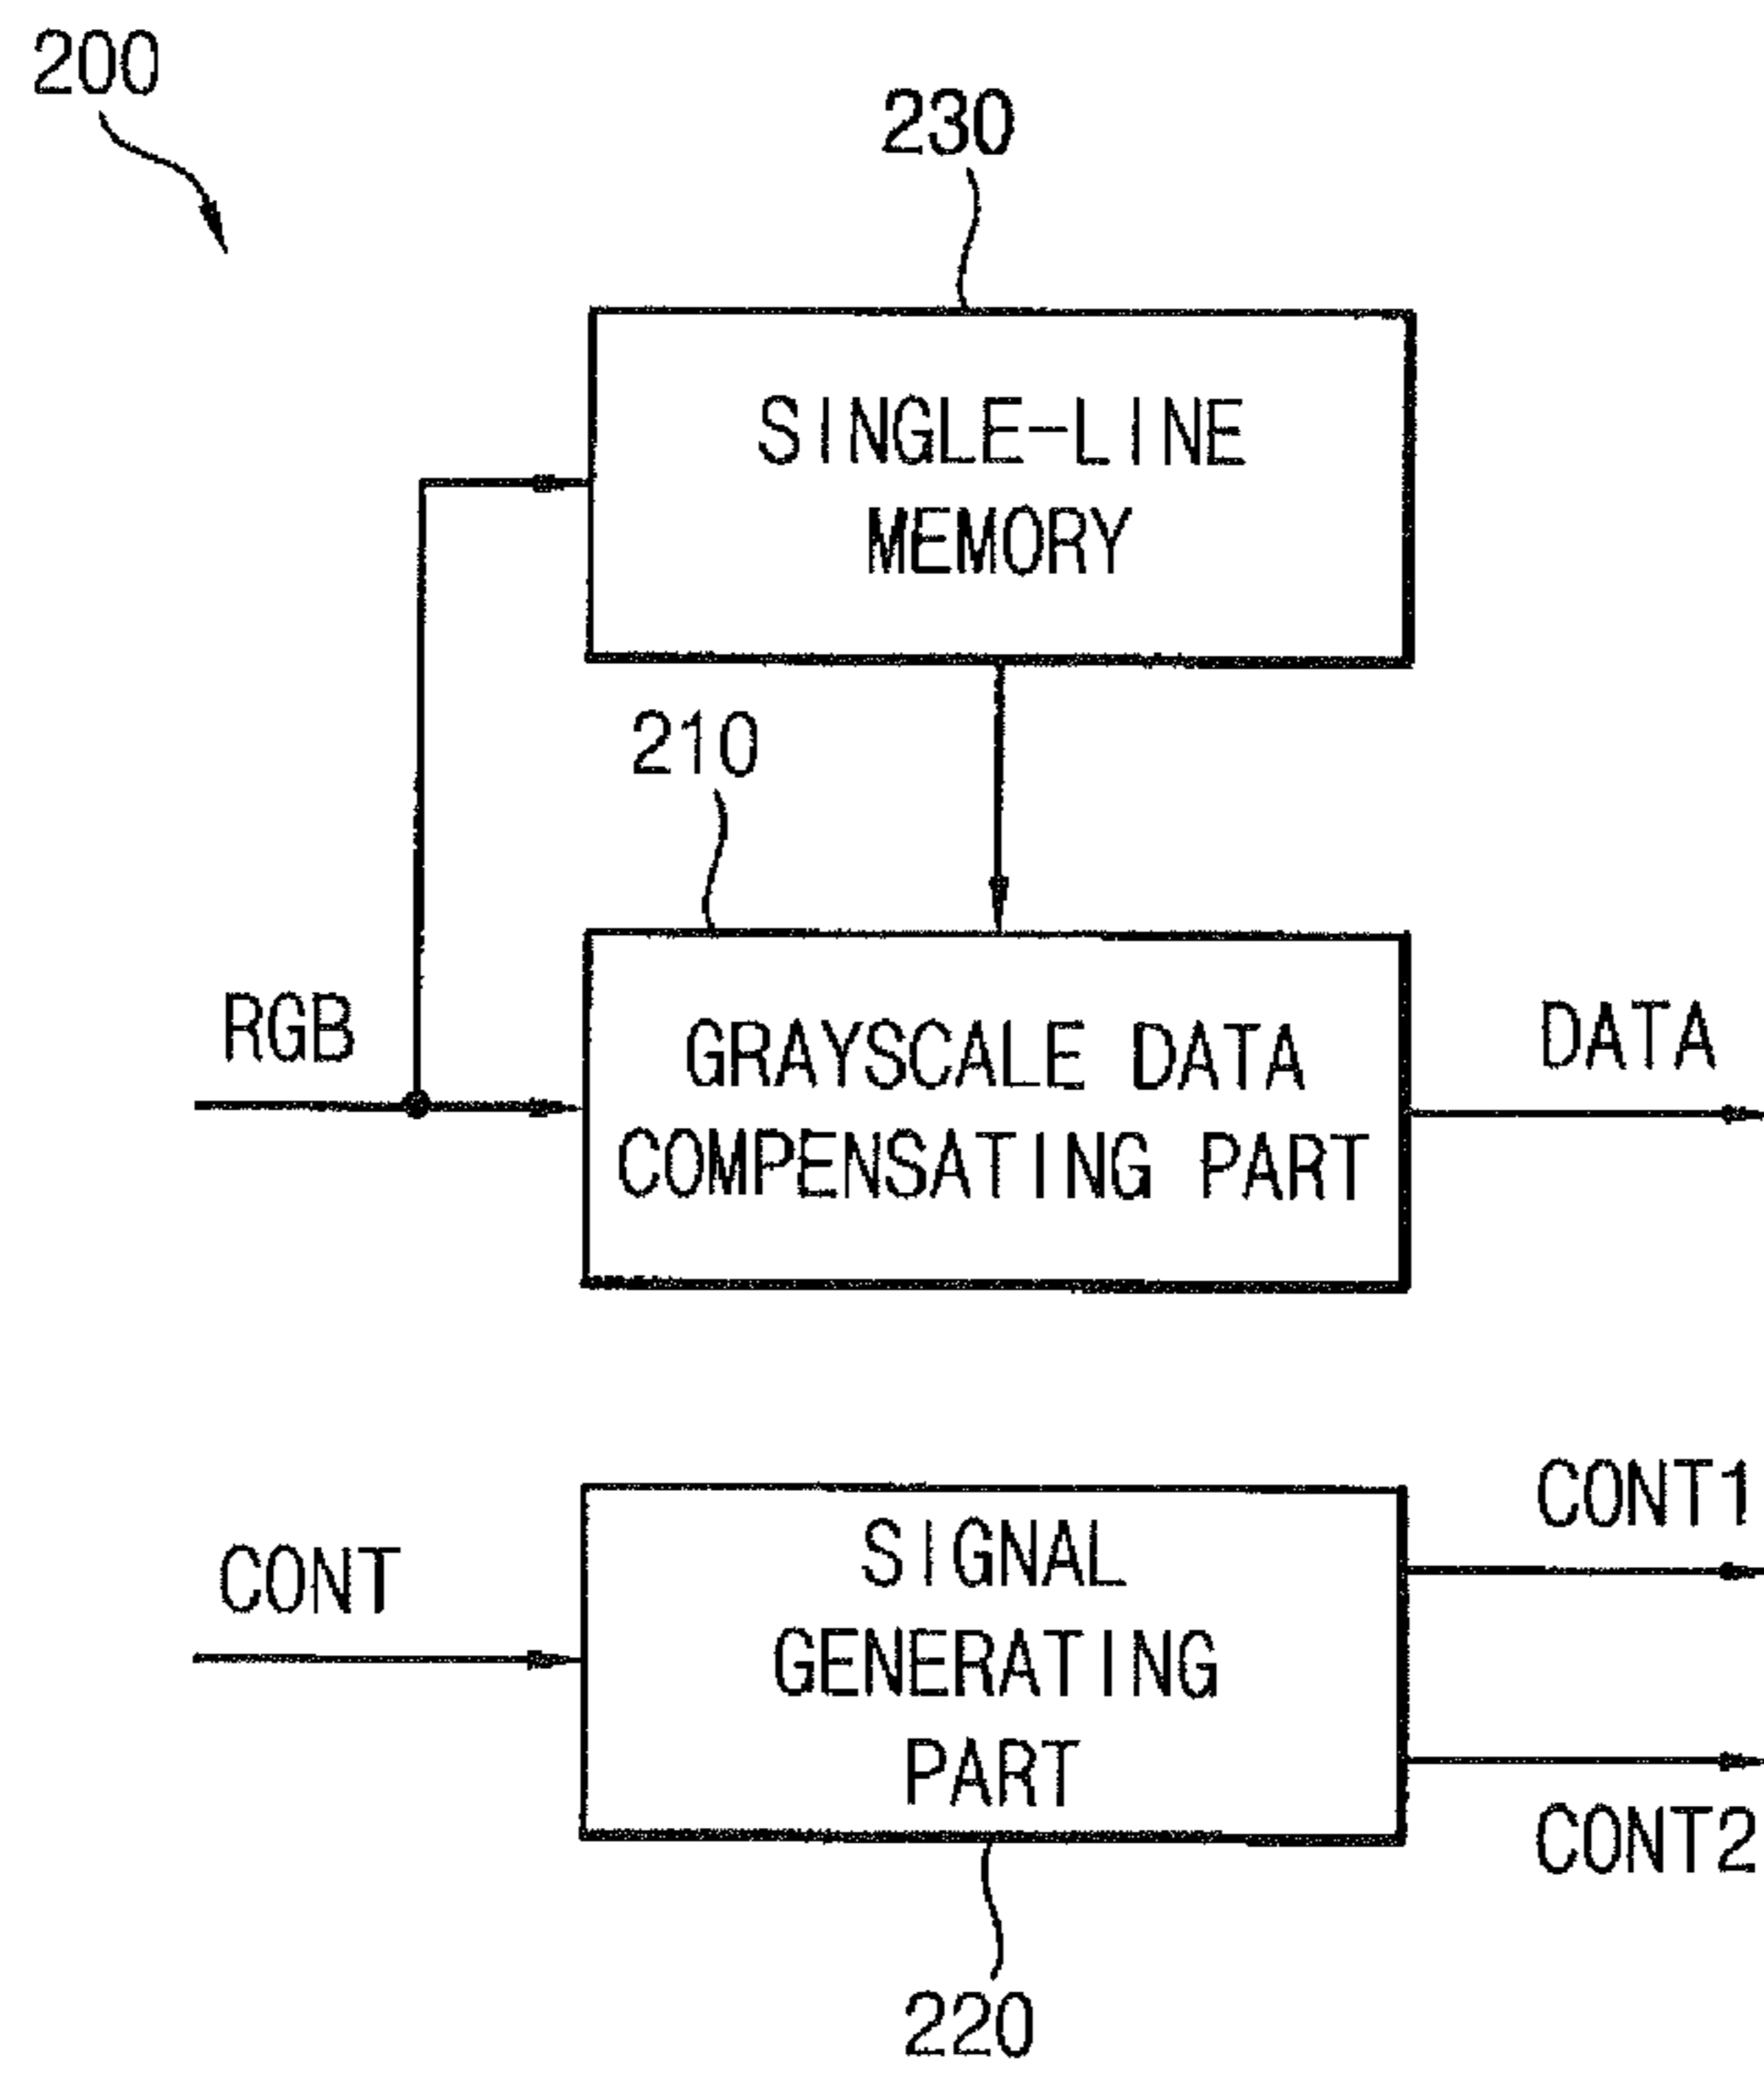 200
230
SINGLE-LINE
MEMORY
210
RGB
GRAYSCALE DATA
COMPENSATING PART
DATA
CONT
SIGNAL
GENERATING
PART
CONT1
CONT2
220